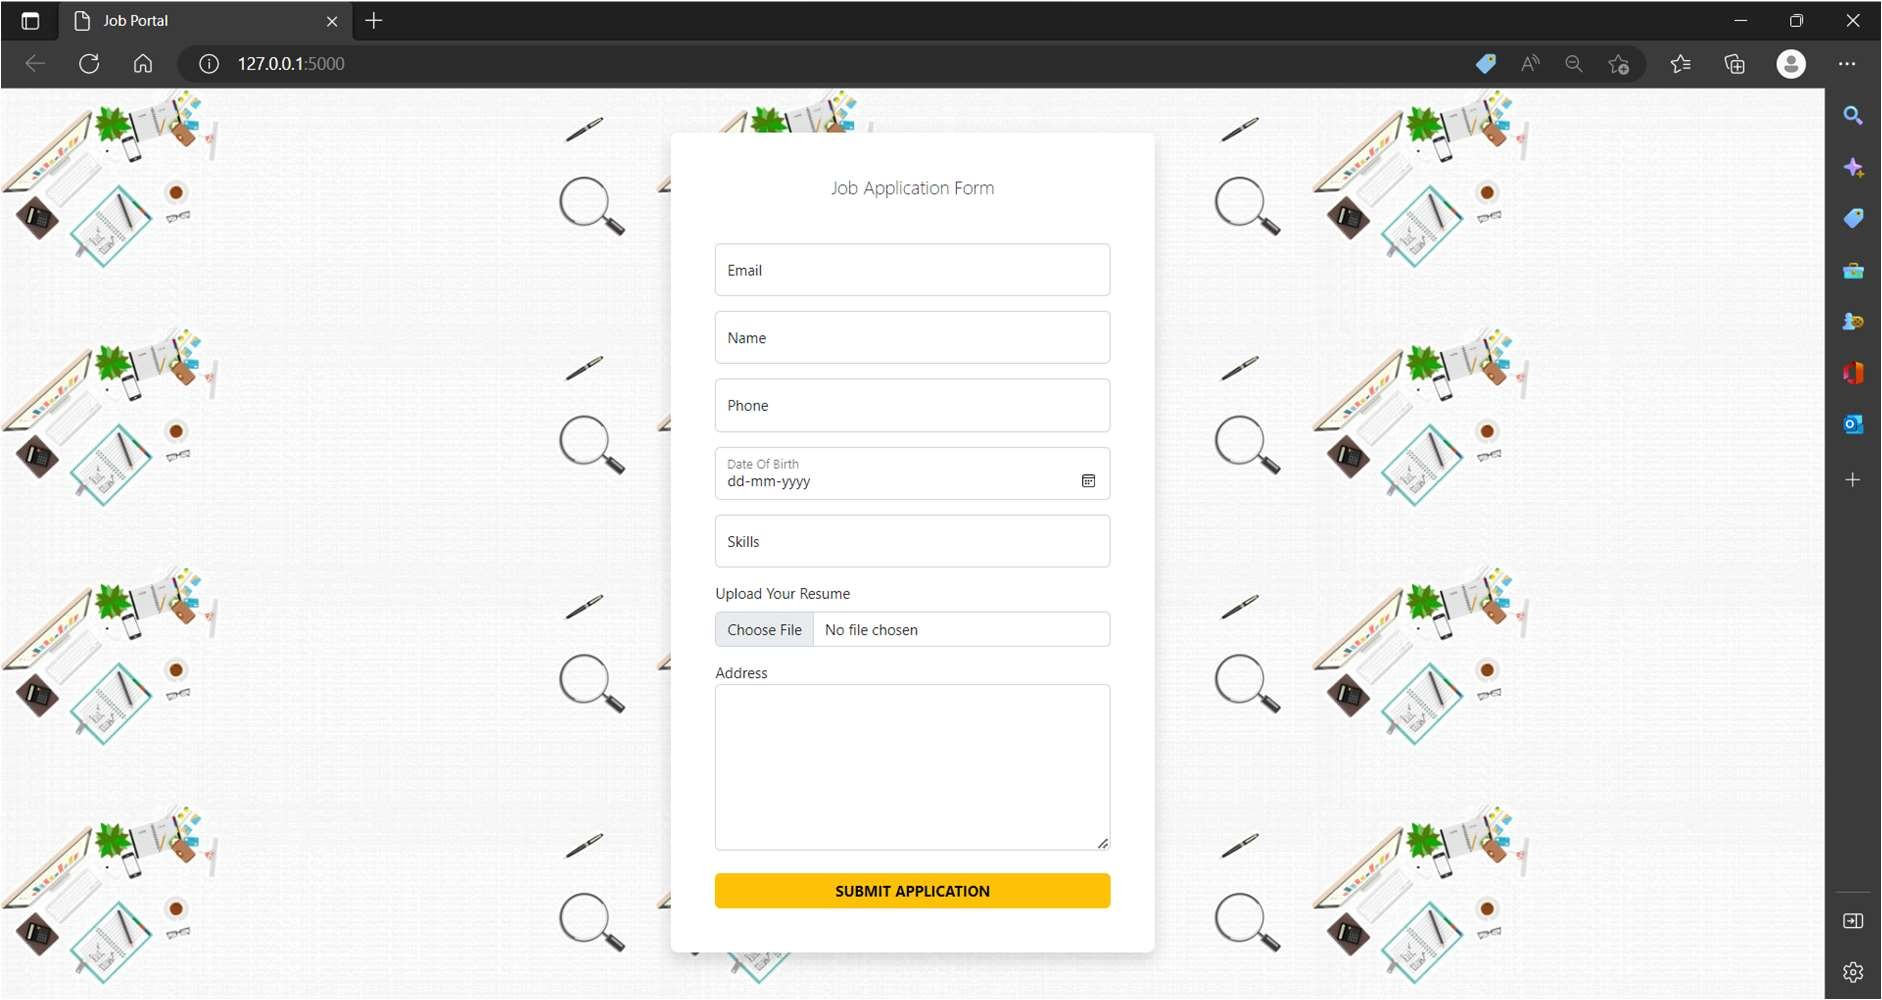 Job Portal
127.0.0.1:5000
Job Application Form
Email
Name
Phone
Date Of Birth
dd-mm-yyyy
Skills
Upload Your Resume
Choose File No file chosen
Address
SUBMIT APPLICATION